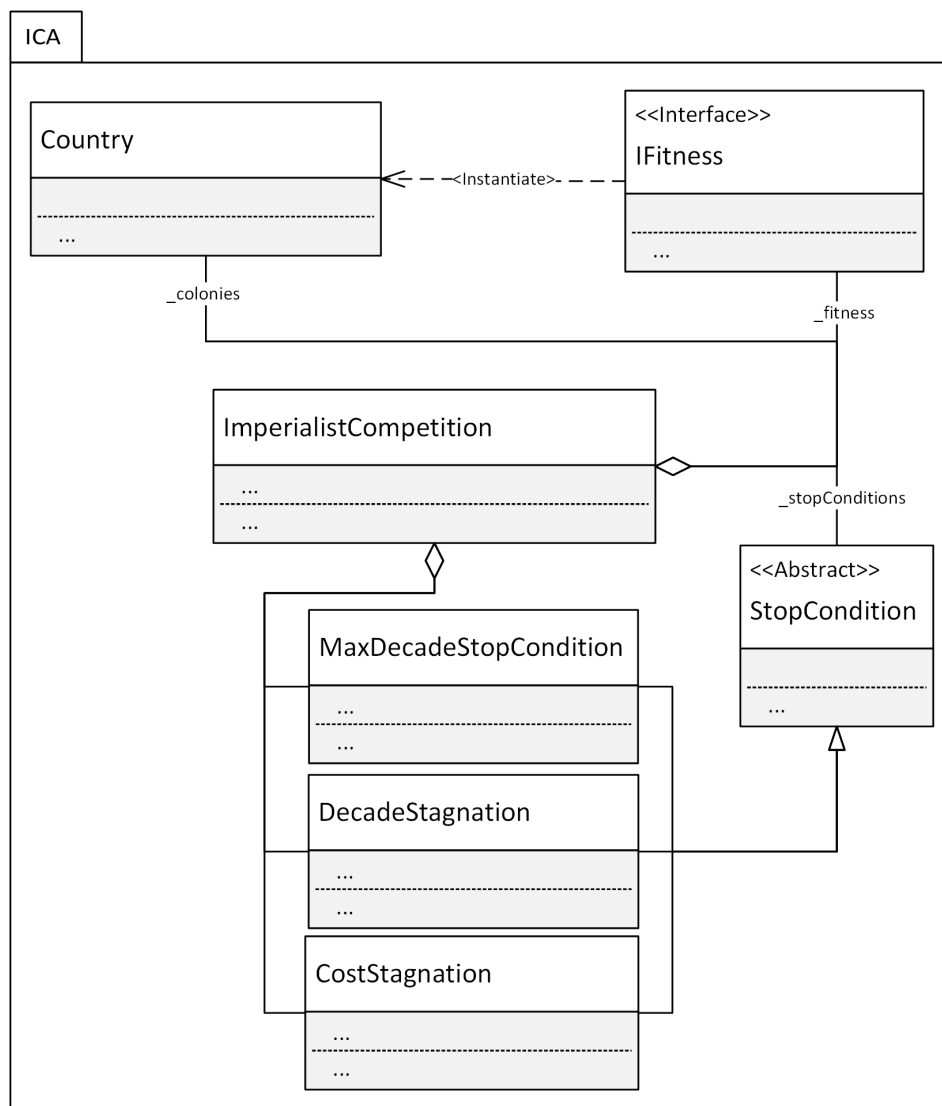 ICA
Country
...
<<Interface>>
IFitness
...
<Instantiate>
_colonies
_fitness
ImperialistCompetition
...
...
_stopConditions
<<Abstract>>
StopCondition
...
MaxDecadeStopCondition
...
...
DecadeStagnation
...
...
CostStagnation
...
...